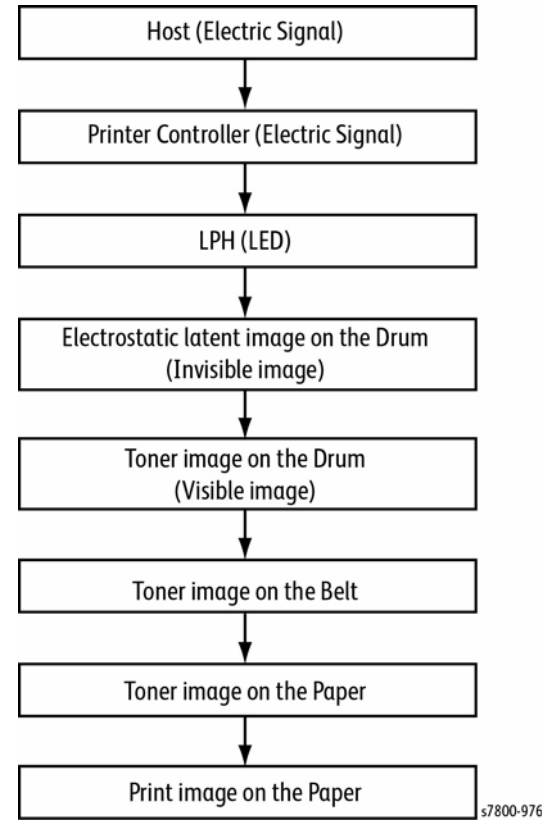 Host (Electric Signal)
Printer Controller (Electric Signal)
LPH (LED)
Electrostatic latent image on the Drum
(Invisible image)
Toner image on the Drum
(Visible image)
Toner image on the Belt
Toner image on the Paper
Print image on the Paper
s7800-976